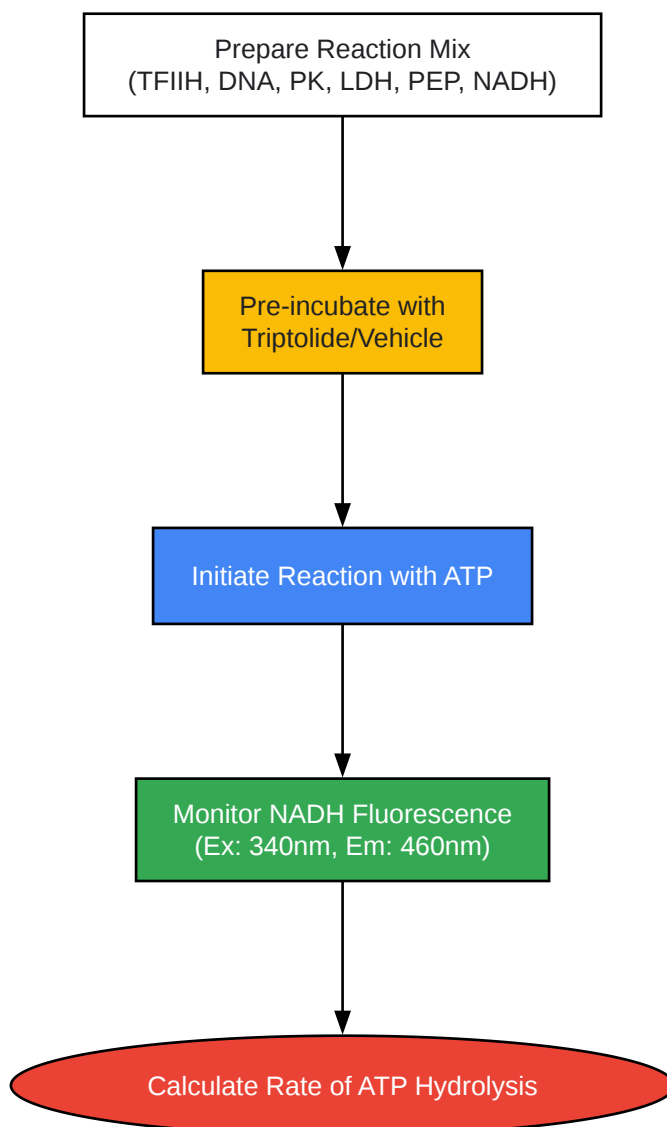 Prepare Reaction Mix
(TFIIH, DNA, PK, LDH, PEP, NADH)
Pre-incubate with
Triptolide/Vehicle
Initiate Reaction with ATP
Monitor NADH Fluorescence
(Ex: 340nm, Em: 460nm)
Calculate Rate of ATP Hydrolysis